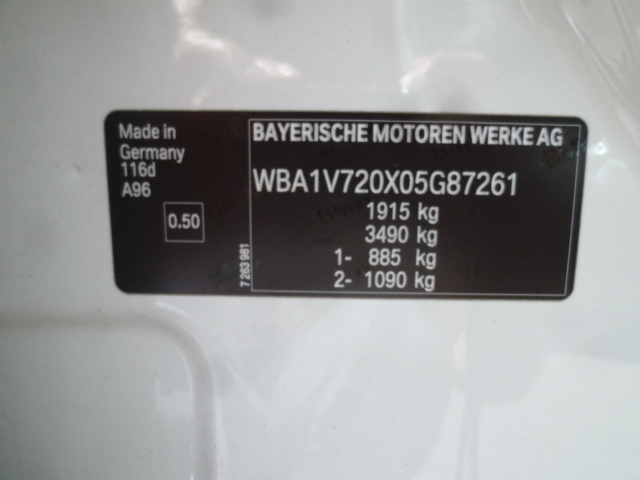 Made in
Germany
116d
A96
0.50
7 263 981
BAYERISCHE MOTOREN WERKE AG
WBA1V720X05G87261
1915 kg
3490 kg
1- 885 kg
2- 1090 kg